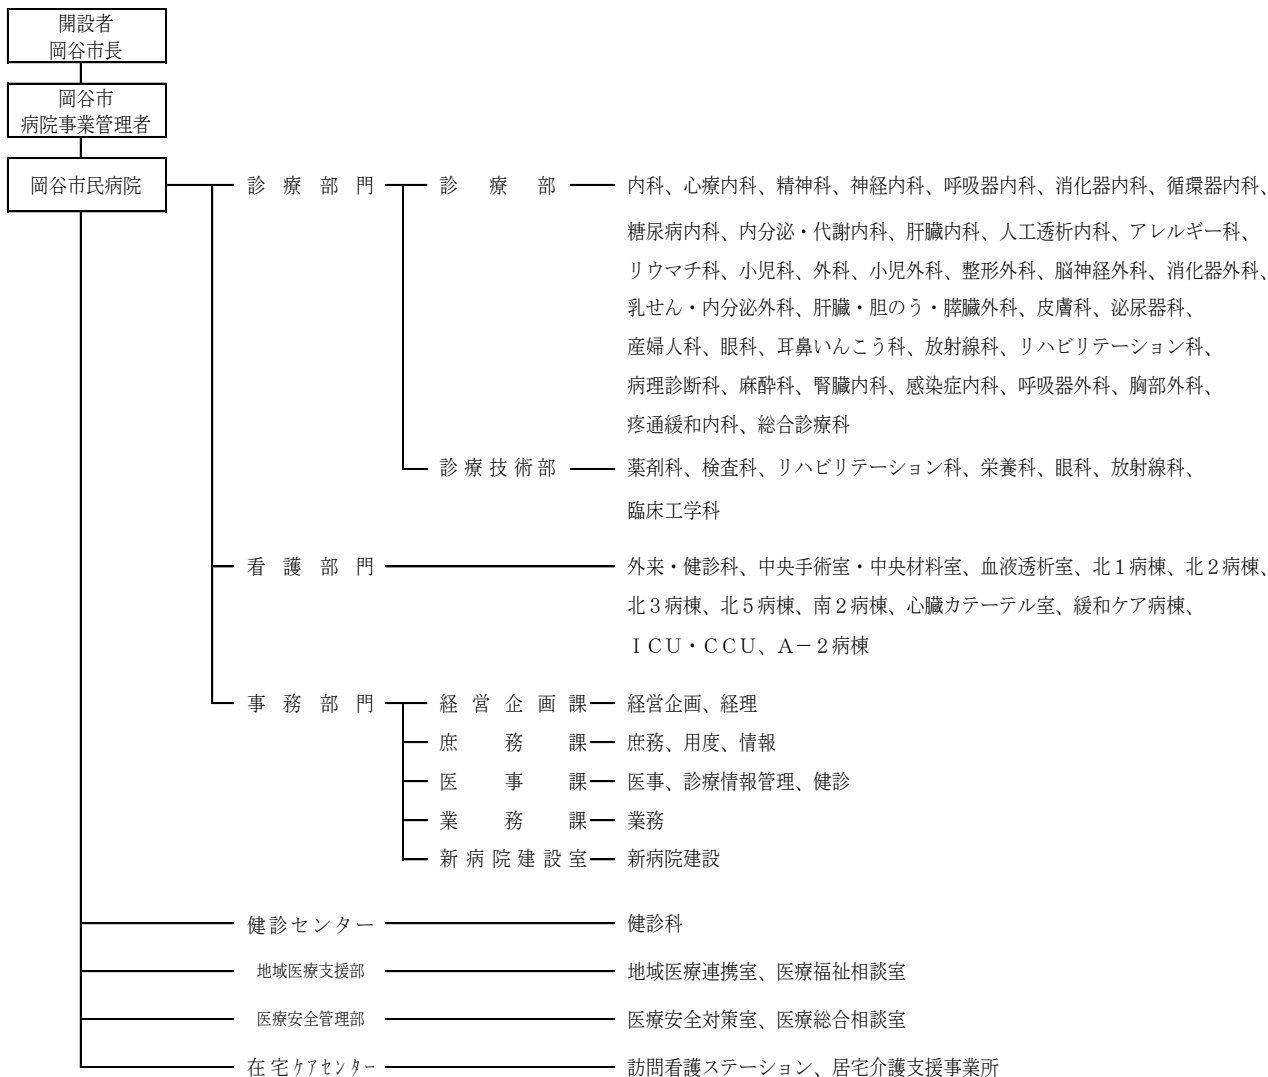 開設者
岡谷市長
岡谷市
病院事業管理者
岡谷市民病院
診療部門
診療部
内科、心療内科、精神科、神経内科、呼吸器内科、消化器内科、循環器内科、
糖尿病内科、内分泌・代謝内科、肝臓内科、人工透析内科、アレルギー科、
リウマチ科、小児科、外科、小児外科、整形外科、脳神経外科、消化器外科、
乳せん・内分泌外科、肝臓・胆のう・膵臓外科、皮膚科、泌尿器科、
産婦人科、眼科、耳鼻いんこう科、放射線科、リハビリテーション科、
病理診断科、麻酔科、腎臓内科、感染症内科、呼吸器外科、胸部外科、
疼通緩和内科、総合診療科
診療技術部
薬剤科、検査科、リハビリテーション科、栄養科、眼科、放射線科、
臨床工学科
看護部門
外来・健診科、中央手術室・中央材料室、血液透析室、北１病棟、北２病棟、
北３病棟、北５病棟、南２病棟、心臓カテーテル室、緩和ケア病棟、
ＩＣＵ・ＣＣＵ、Ａ－２病棟
事務部門
経営企画課
経営企画、経理
庶務課
庶務、用度、情報
医事課
医事、診療情報管理、健診
業務課
業務
新病院建設室
新病院建設
健診センター
健診科
地域医療支援部
地域医療連携室、医療福祉相談室
医療安全管理部
医療安全対策室、医療総合相談室
在宅ｹｱｾﾝﾀｰ
訪問看護ステーション、居宅介護支援事業所